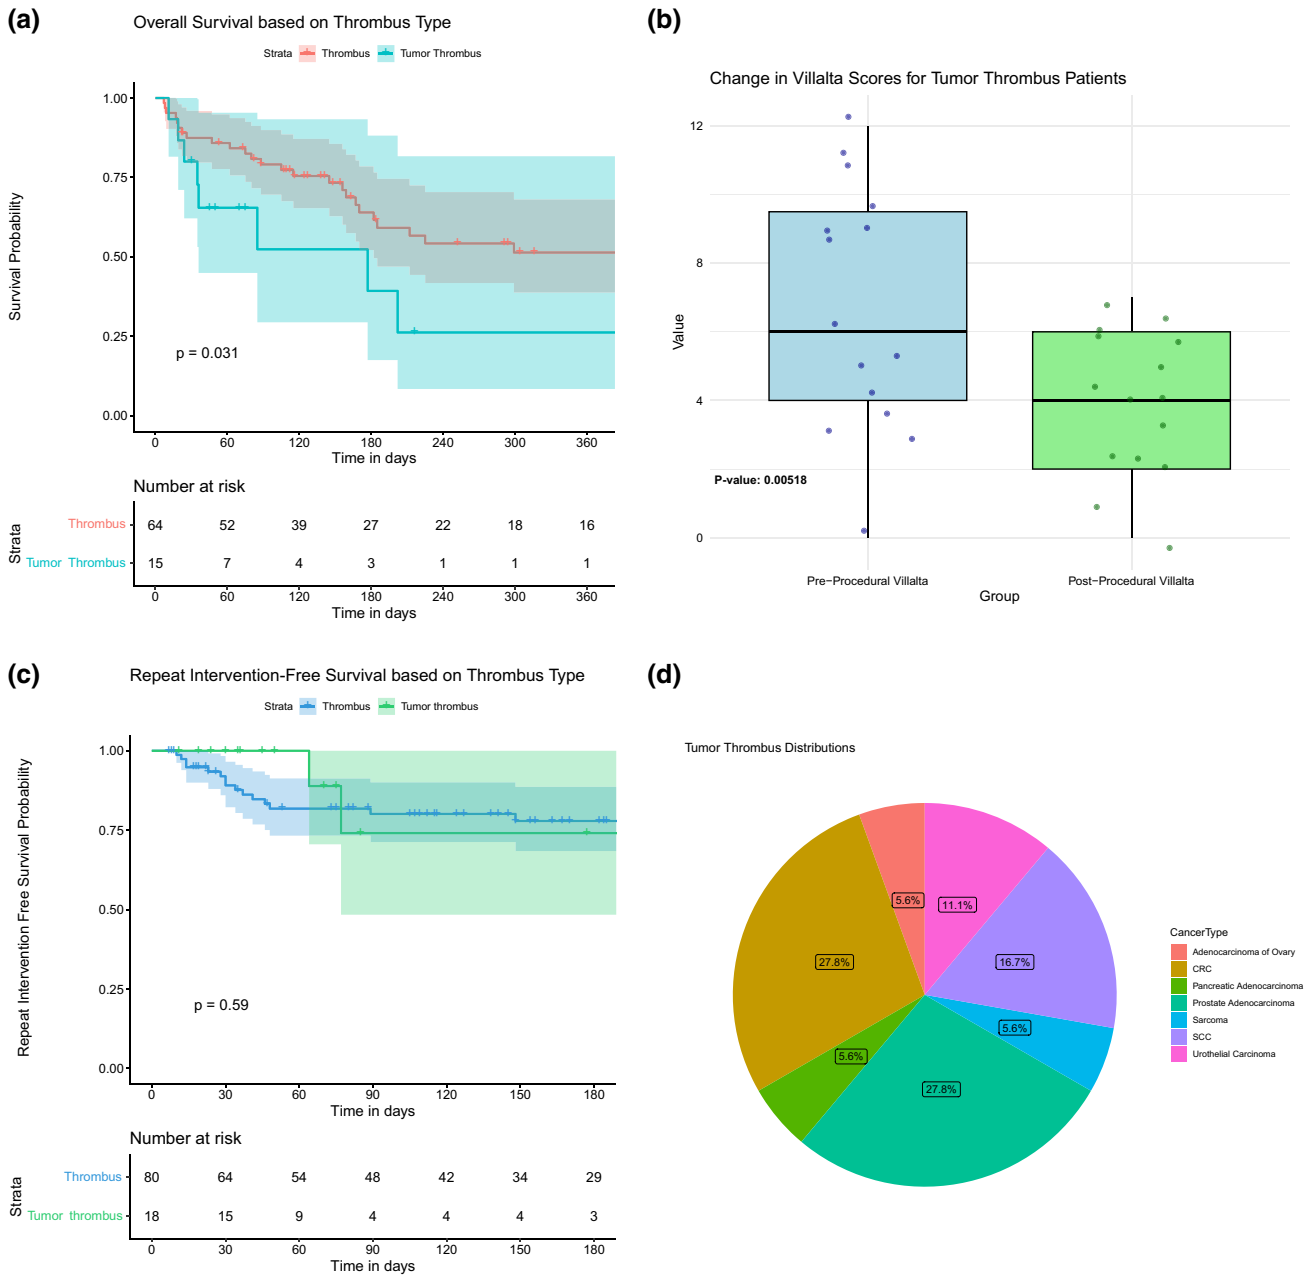 (a)
Overall Survival based on Thrombus Type
Strata Thrombus Tumor Thrombus
Survival Probability
1.00
0.75
0.50
0.25
0.00
p = 0.031
0 60 120 180 240 300 360
Time in days
Number at risk
Strata
Thrombus 64 52 39 27 22 18 16
Tumor Thrombus 15 7 4 3 1 1 1
0 60 120 180 240 300 360
Time in days
(b)
Change in Villalta Scores for Tumor Thrombus Patients
Value
12
8
4
0
P-value: 0.00518
Pre-Procedural Villalta Post-Procedural Villalta
Group
(c)
Repeat Intervention-Free Survival based on Thrombus Type
Strata Thrombus Tumor thrombus
Repeat Intervention Free Survival Probability
1.00
0.75
0.50
0.25
0.00
p = 0.59
0 30 60 90 120 150 180
Time in days
Number at risk
Strata
Thrombus 80 64 54 48 42 34 29
Tumor thrombus 18 15 9 4 4 4 3
0 30 60 90 120 150 180
Time in days
(d)
Tumor Thrombus Distributions
5.6%
11.1%
27.8%
16.7%
5.6%
5.6%
27.8%
CancerType
Adenocarcinoma of Ovary
CRC
Pancreatic Adenocarcinoma
Prostate Adenocarcinoma
Sarcoma
SCC
Urothelial Carcinoma